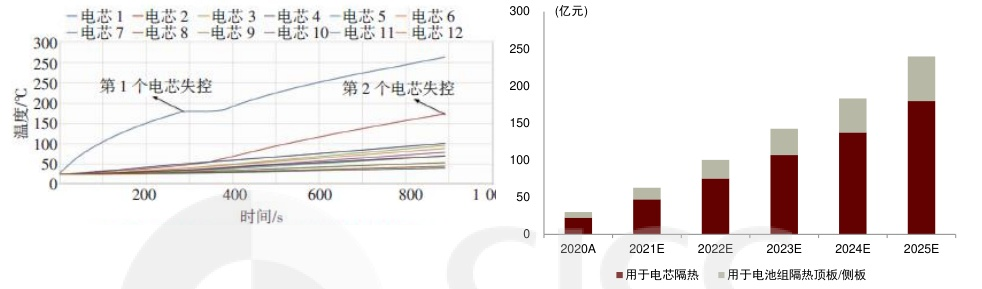 电芯 1 电芯 2 电芯 3 电芯 4 电芯 5 电芯 6
电芯 7 电芯 8 电芯 9 电芯 10 电芯 11 电芯 12
300
250
250
200
100
100
50
0
温度/℃
第 1 个电芯失控
第 2 个电芯失控
200 400 600 800 1 00
时间/s
(亿元)
300
250
200
150
100
50
0
2020A 2021E 2022E 2023E 2024E 2025E
用于电芯隔热 用于电池组隔热顶板/侧板
CICC